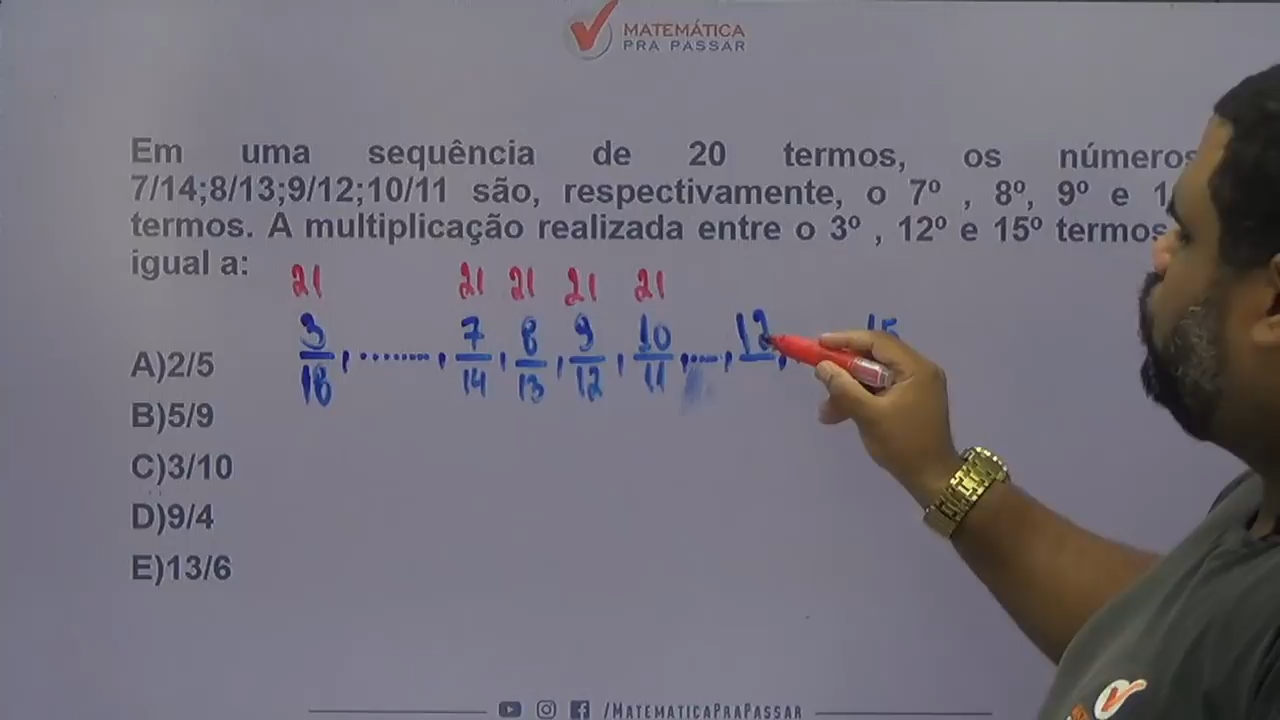 MATEMÁTICA
PRA PASSAR
Em uma sequência de 20 termos, os números
7/14;8/13;9/12;10/11 são, respectivamente, o 7º , 8º, 9º e
termos. A multiplicação realizada entre o 3º , 12º e 15º termos
igual a:
21 21 21 21 21
3/18, ........, 7/14, 8/13, 9/12, 10/11, ...., 12 15
A)2/5
B)5/9
C)3/10
D)9/4
E)13/6
/MATEMATICAPRAPASSAR